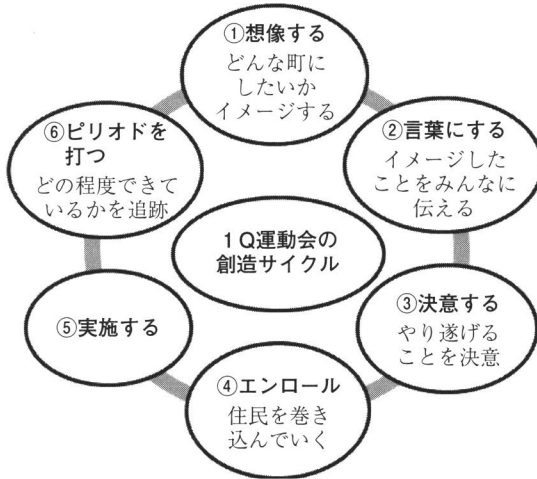 ①想像する
どんな町に
したいか
イメージする
②言葉にする
イメージした
ことをみんなに
伝える
③決意する
やり遂げる
ことを決意
④エンロール
住民を巻き
込んでいく
⑤実施する
⑥ピリオドを
打つ
どの程度できて
いるかを追跡
1Q運動会の
創造サイクル